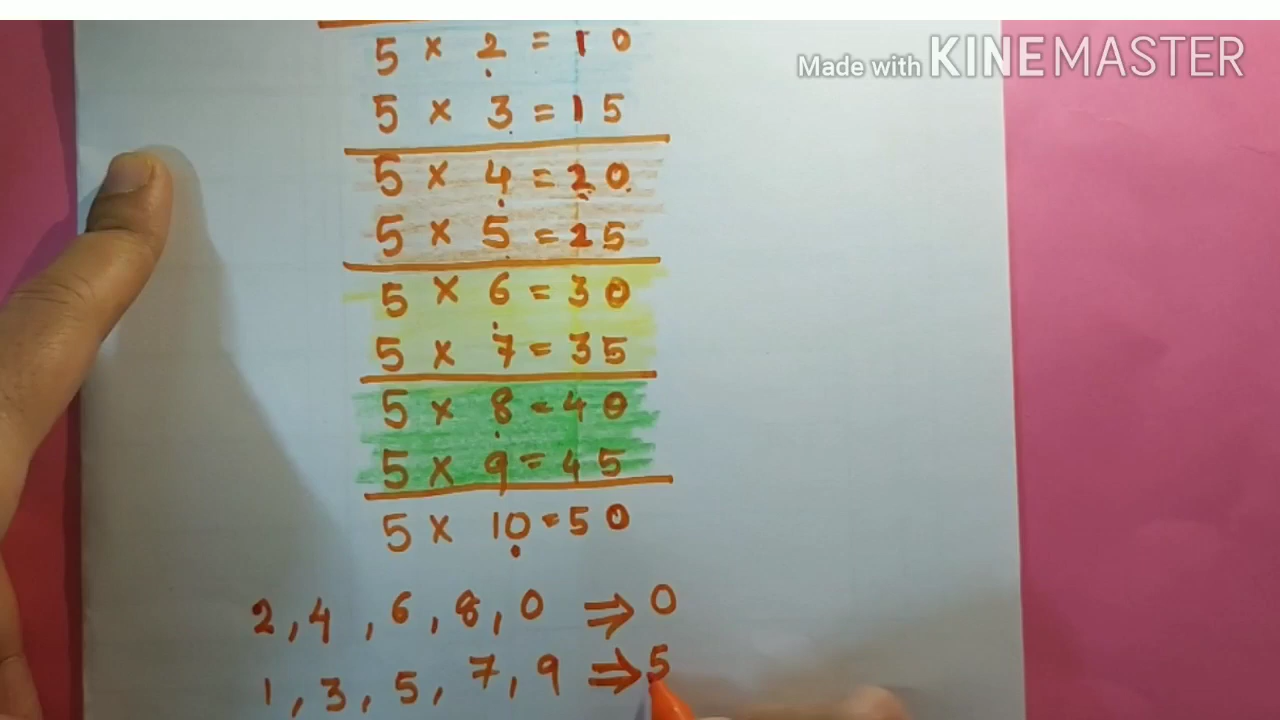 Made with KINEMASTER
5 × 2 = 10
5 × 3 = 15
5 × 4 = 20
5 × 5 = 25
5 × 6 = 30
5 × 7 = 35
5 × 8 = 40
5 × 9 = 45
5 × 10 = 50
2, 4, 6, 8, 0 ⇒ 0
1, 3, 5, 7, 9 ⇒ 5